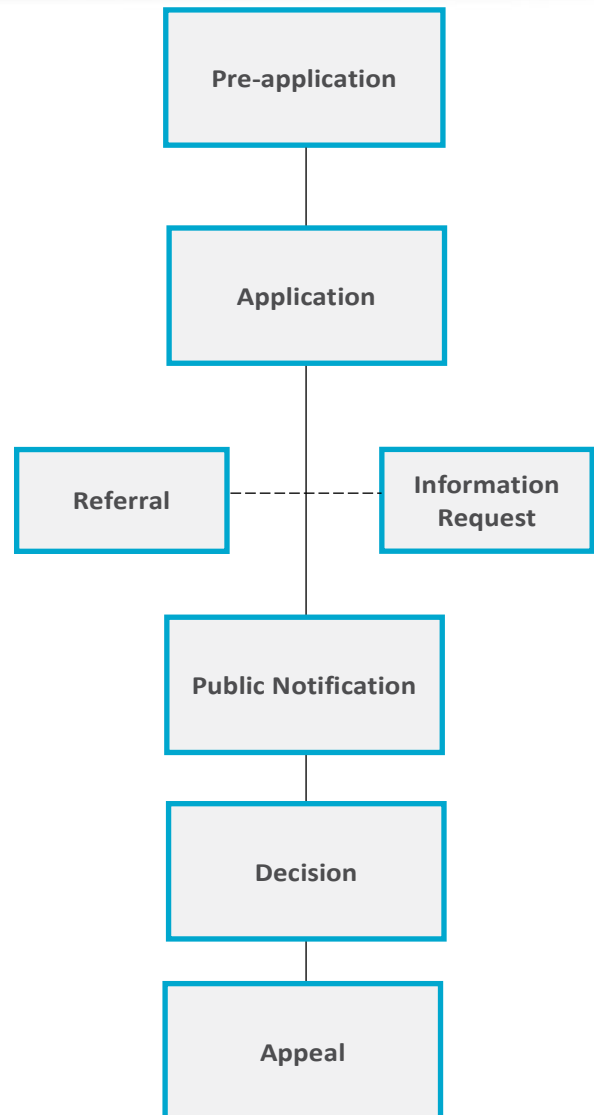 Pre-application
Application
Referral
Information
Request
Public Notification
Decision
Appeal